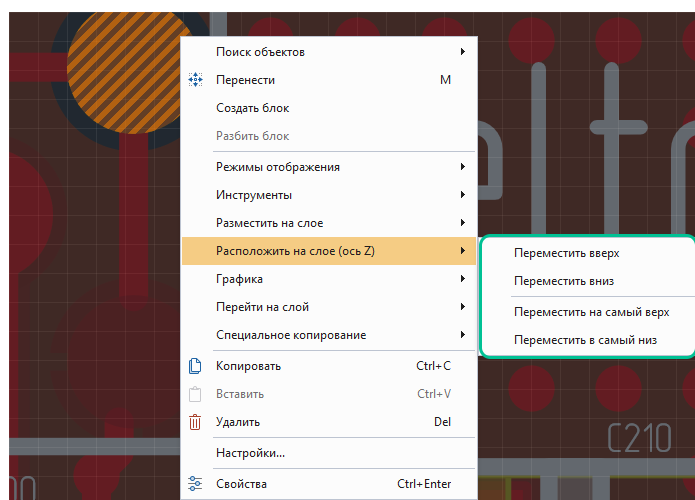 Поиск объектов
Перенести M
Создать блок
Разбить блок
Режимы отображения
Инструменты
Разместить на слое
Расположить на слое (ось Z)
Переместить вверх
Переместить вниз
Переместить на самый верх
Переместить в самый низ
Графика
Перейти на слой
Специальное копирование
Копировать Ctrl+C
Вставить Ctrl+V
Удалить Del
Настройки...
Свойства Ctrl+Enter
C210